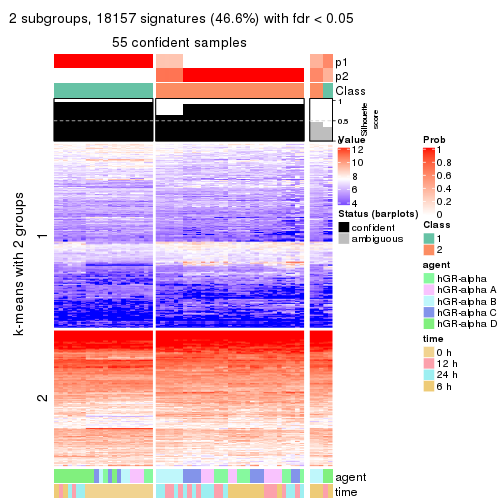 2 subgroups, 18157 signatures (46.6%) with fdr < 0.05
55 confident samples
p1
p2
Class
1
0.5
Silhouette
score
k-means with 2 groups
1
2
agent
time
Value
12
10
8
6
4
Status (barplots)
confident
ambiguous
Prob
1
0.8
0.6
0.4
0.2
0
Class
1
2
agent
hGR-alpha
hGR-alpha A
hGR-alpha B
hGR-alpha C
hGR-alpha D
time
0 h
12 h
24 h
6 h